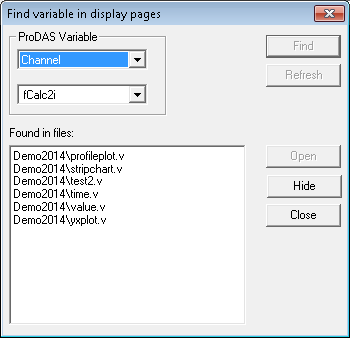 Find variable in display pages
ProDAS Variable
Channel
fCalc2i
Find
Refresh
Found in files:
Demo2014\profileplot.v
Demo2014\stripchart.v
Demo2014\test2.v
Demo2014\time.v
Demo2014\value.v
Demo2014\yxplot.v
Open
Hide
Close